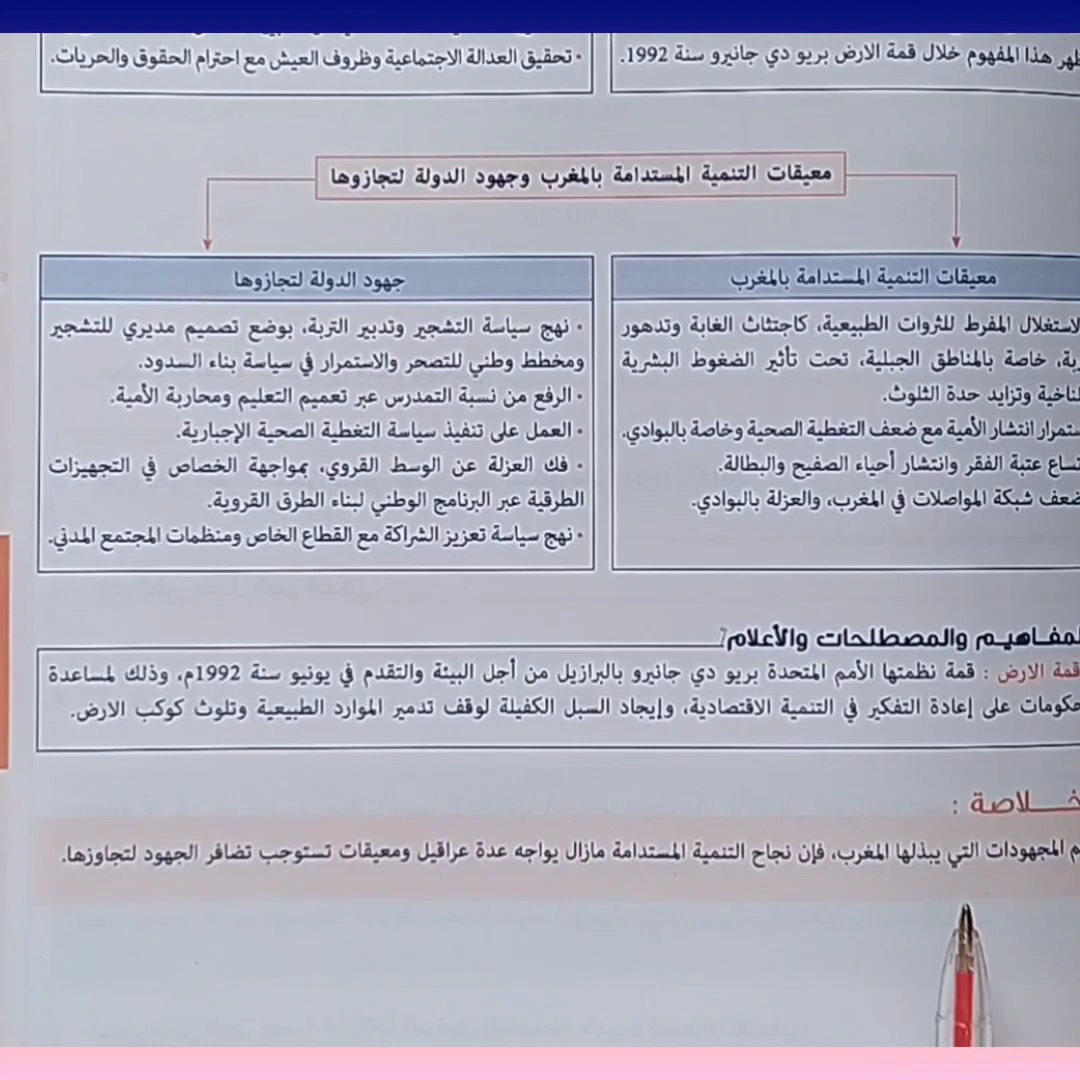 ظهر هذا المفهوم خلال قمة الارض بريو دي جانيرو سنة 1992.
• تحقيق العدالة الاجتماعية وظروف العيش مع احترام الحقوق والحريات.
معيقات التنمية المستدامة بالمغرب وجهود الدولة لتجازوها
معيقات التنمية المستدامة بالمغرب
الاستغلال المفرط للثروات الطبيعية، كاجتثاث الغابة وتدهور
خاصة بالمناطق الجبلية، تحت تأثير الضغوط البشرية
وتزايد حدة الثلوث.
انتشار الأمية مع ضعف التغطية الصحية وخاصة بالبوادي.
عتبة الفقر وانتشار أحياء الصفيح والبطالة.
ضعف شبكة المواصلات في المغرب، والعزلة بالبوادي.
جهود الدولة لتجازوها
• نهج سياسة التشجير وتدبير التربة، بوضع تصميم مديري للتشجير
ومخطط وطني للتصحر والاستمرار في سياسة بناء السدود.
• الرفع من نسبة التمدرس عبر تعميم التعليم ومحاربة الأمية.
• العمل على تنفيذ سياسة التغطية الصحية الإجبارية.
• فك العزلة عن الوسط القروي، بمواجهة الخصاص في التجهيزات
الطرقية عبر البرنامج الوطني لبناء الطرق القروية.
• نهج سياسة تعزيز الشراكة مع القطاع الخاص ومنظمات المجتمع المدني.
المفاهيم والمصطلحات والأعلام
قمة الارض : قمة نظمتها الأمم المتحدة بريو دي جانيرو بالبرازيل من أجل البيئة والتقدم في يونيو سنة 1992م، وذلك لمساعدة
حكومات على إعادة التفكير في التنمية الاقتصادية، وإيجاد السبل الكفيلة لوقف تدمير الموارد الطبيعية وتلوث كوكب الارض.
خلاصة :
المجهودات التي يبذلها المغرب، فإن نجاح التنمية المستدامة مازال يواجه عدة عراقيل ومعيقات تستوجب تضافر الجهود لتجاوزها.